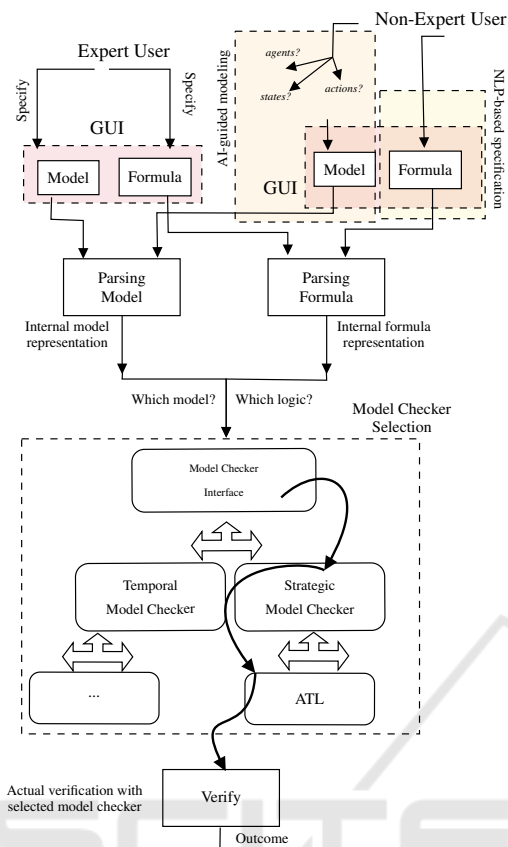 Non-Expert User
Expert User
AI-guided modeling
agents?
states?
actions?
Specify
Specify
NLP-based specification
GUI
Model
Formula
GUI
Model
Formula
Parsing
Model
Parsing
Formula
Internal model
representation
Internal formula
representation
Which model?
Which logic?
Model Checker
Selection
Model Checker
Interface
Temporal
Model Checker
Strategic
Model Checker
...
ATL
Actual verification with
selected model checker
Verify
Outcome